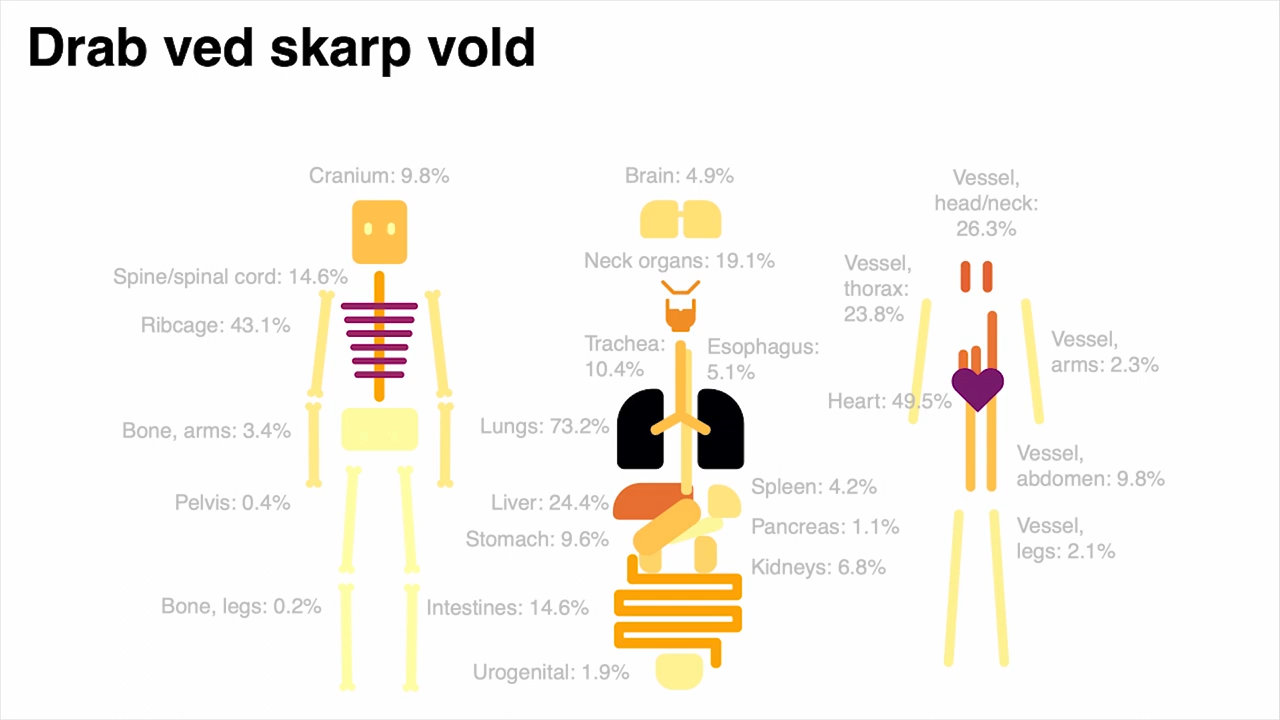 Drab ved skarp vold
Cranium: 9.8%
Spine/spinal cord: 14.6%
Ribcage: 43.1%
Bone, arms: 3.4%
Pelvis: 0.4%
Bone, legs: 0.2%
Brain: 4.9%
Neck organs: 19.1%
Trachea:
10.4%
Esophagus:
5.1%
Lungs: 73.2%
Liver: 24.4%
Stomach: 9.6%
Spleen: 4.2%
Pancreas: 1.1%
Kidneys: 6.8%
Intestines: 14.6%
Urogenital: 1.9%
Vessel,
head/neck:
26.3%
Vessel,
thorax:
23.8%
Vessel,
arms: 2.3%
Heart: 49.5%
Vessel,
abdomen: 9.8%
Vessel,
legs: 2.1%